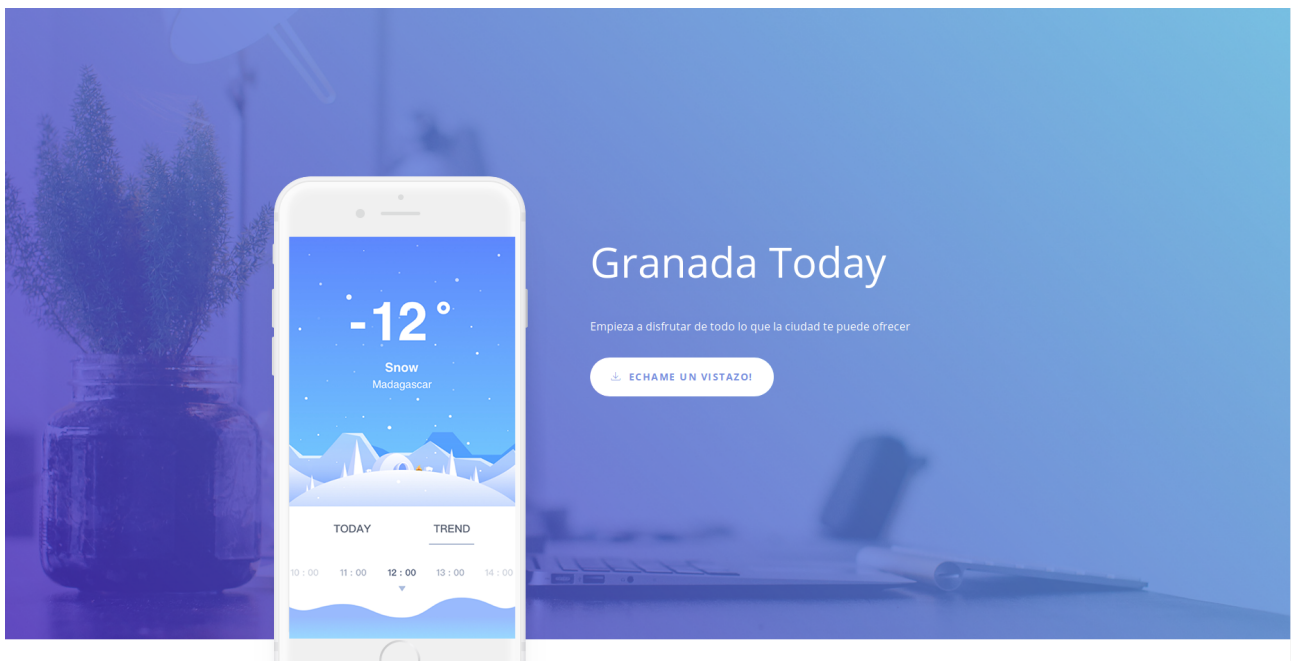 -12°
Snow
Madagascar
TODAY TREND
10 : 00 11 : 00 12 : 00 13 : 00 14 : 00
Granada Today
Empieza a disfrutar de todo lo que la ciudad te puede ofrecer
ECHAME UN VISTAZO!